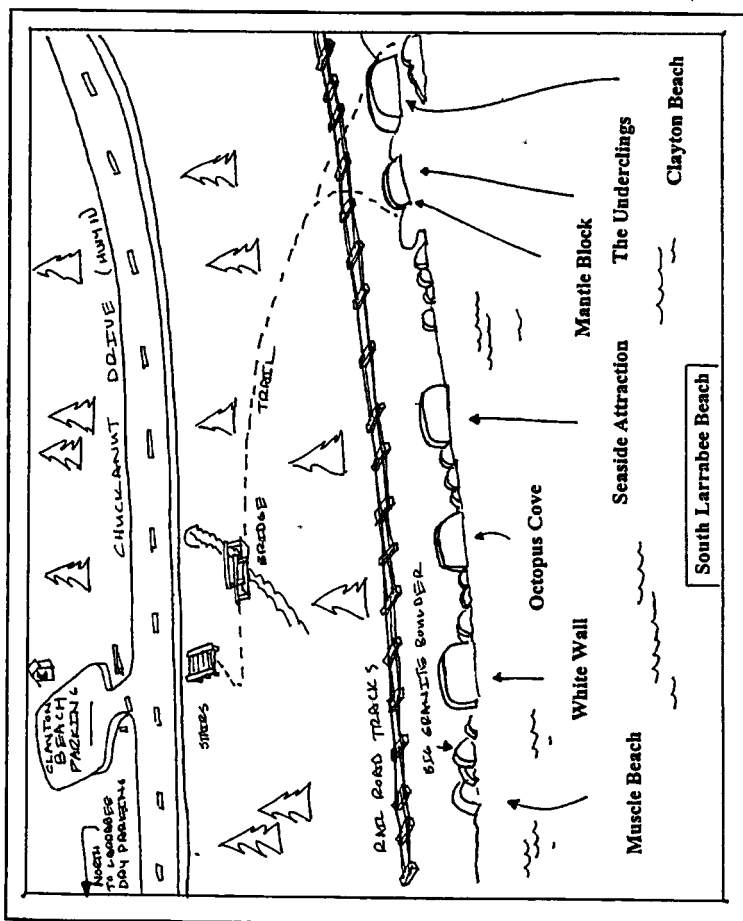 NORTH
TO LARRABEE
DAY PARKING
CLAYTON
BEACH
PARKING
CHUCKANUT DRIVE (HWY 11)
STAIRS
BRIDGE
TRAIL
RAIL ROAD TRACKS
BIG GRANITE BOULDER
Muscle Beach
White Wall
Octopus Cove
Seaside Attraction
Mantle Block
The Underclings
Clayton Beach
South Larrabee Beach